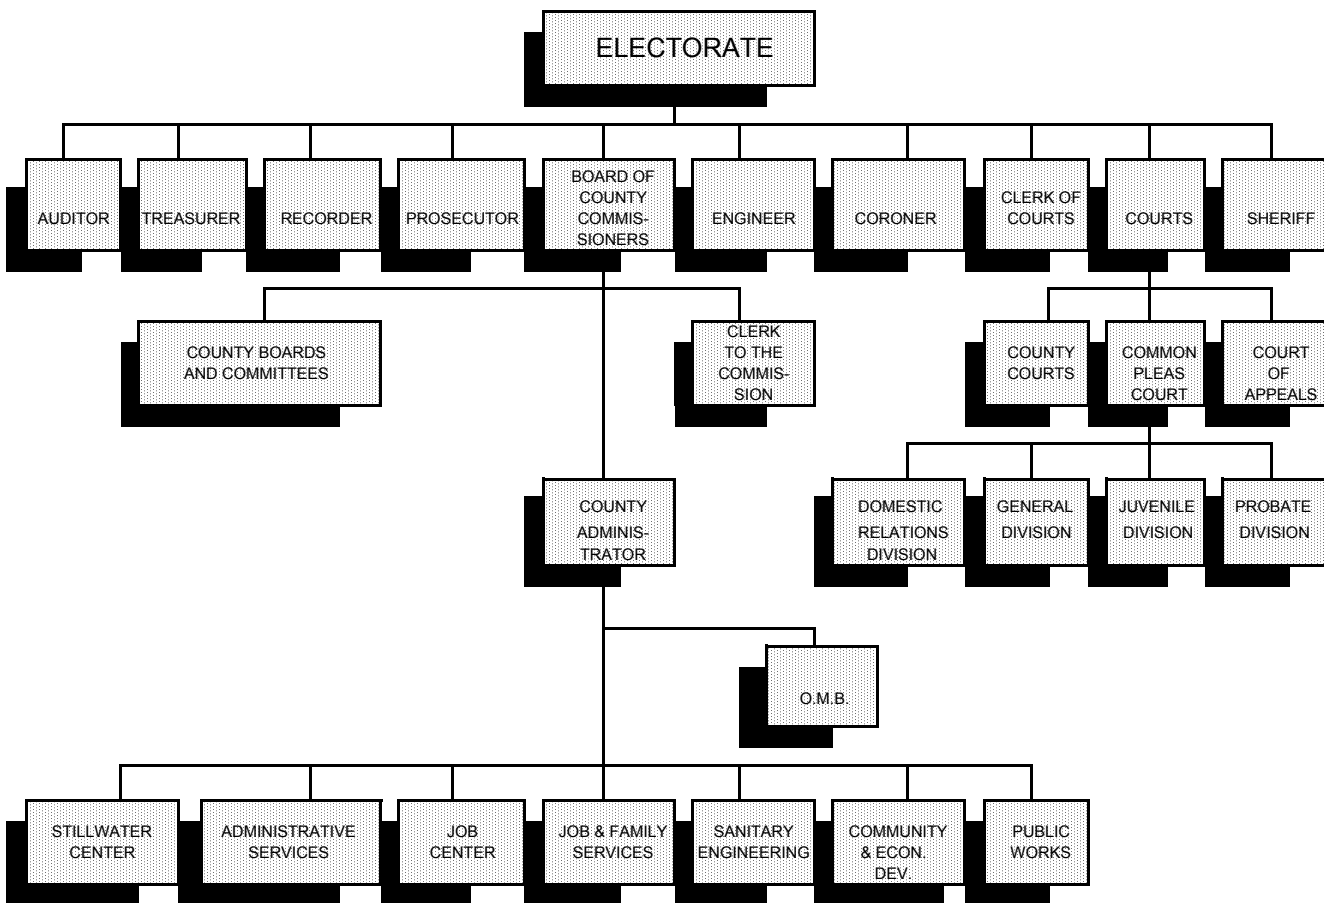 ELECTORATE
AUDITOR
TREASURER
RECORDER
PROSECUTOR
BOARD OF
COUNTY
COMMIS-
SIONERS
ENGINEER
CORONER
CLERK OF
COURTS
COURTS
SHERIFF
COUNTY BOARDS
AND COMMITTEES
CLERK
TO THE
COMMIS-
SION
COUNTY
COURTS
COMMON
PLEAS
COURT
COURT
OF
APPEALS
COUNTY
ADMINIS-
TRATOR
DOMESTIC
RELATIONS
DIVISION
GENERAL
DIVISION
JUVENILE
DIVISION
PROBATE
DIVISION
O.M.B.
STILLWATER
CENTER
ADMINISTRATIVE
SERVICES
JOB
CENTER
JOB & FAMILY
SERVICES
SANITARY
ENGINEERING
COMMUNITY
& ECON.
DEV.
PUBLIC
WORKS